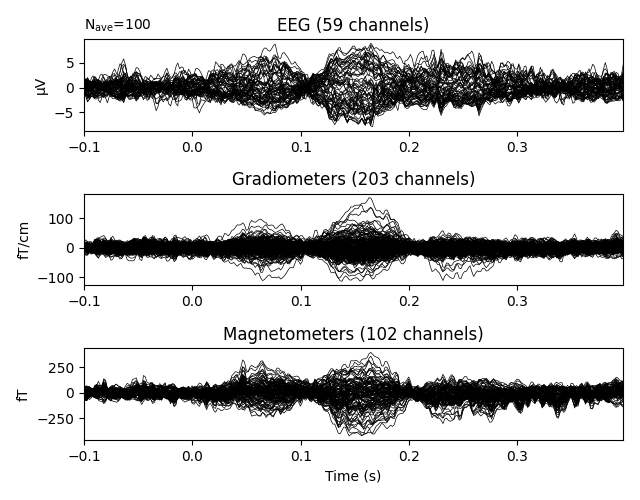 N_ave=100
EEG (59 channels)
5
0
−5
µV
−0.1 0.0 0.1 0.2 0.3
Gradiometers (203 channels)
100
0
−100
fT/cm
−0.1 0.0 0.1 0.2 0.3
Magnetometers (102 channels)
250
0
−250
fT
−0.1 0.0 0.1 0.2 0.3
Time (s)